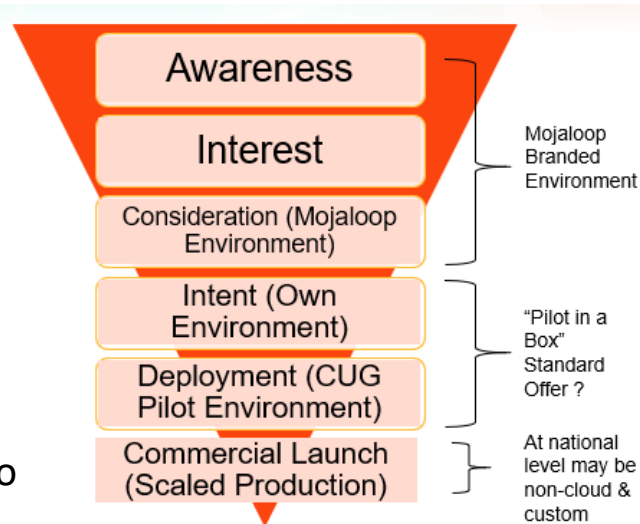 Awareness
Interest
Consideration (Mojaloop
Environment)
Mojaloop
Branded
Environment
Intent (Own
Environment)
Deployment (CUG
Pilot Environment)
“Pilot in a
Box”
Standard
Offer ?
Commercial Launch
(Scaled Production)
At national
level may be
non-cloud &
custom
o